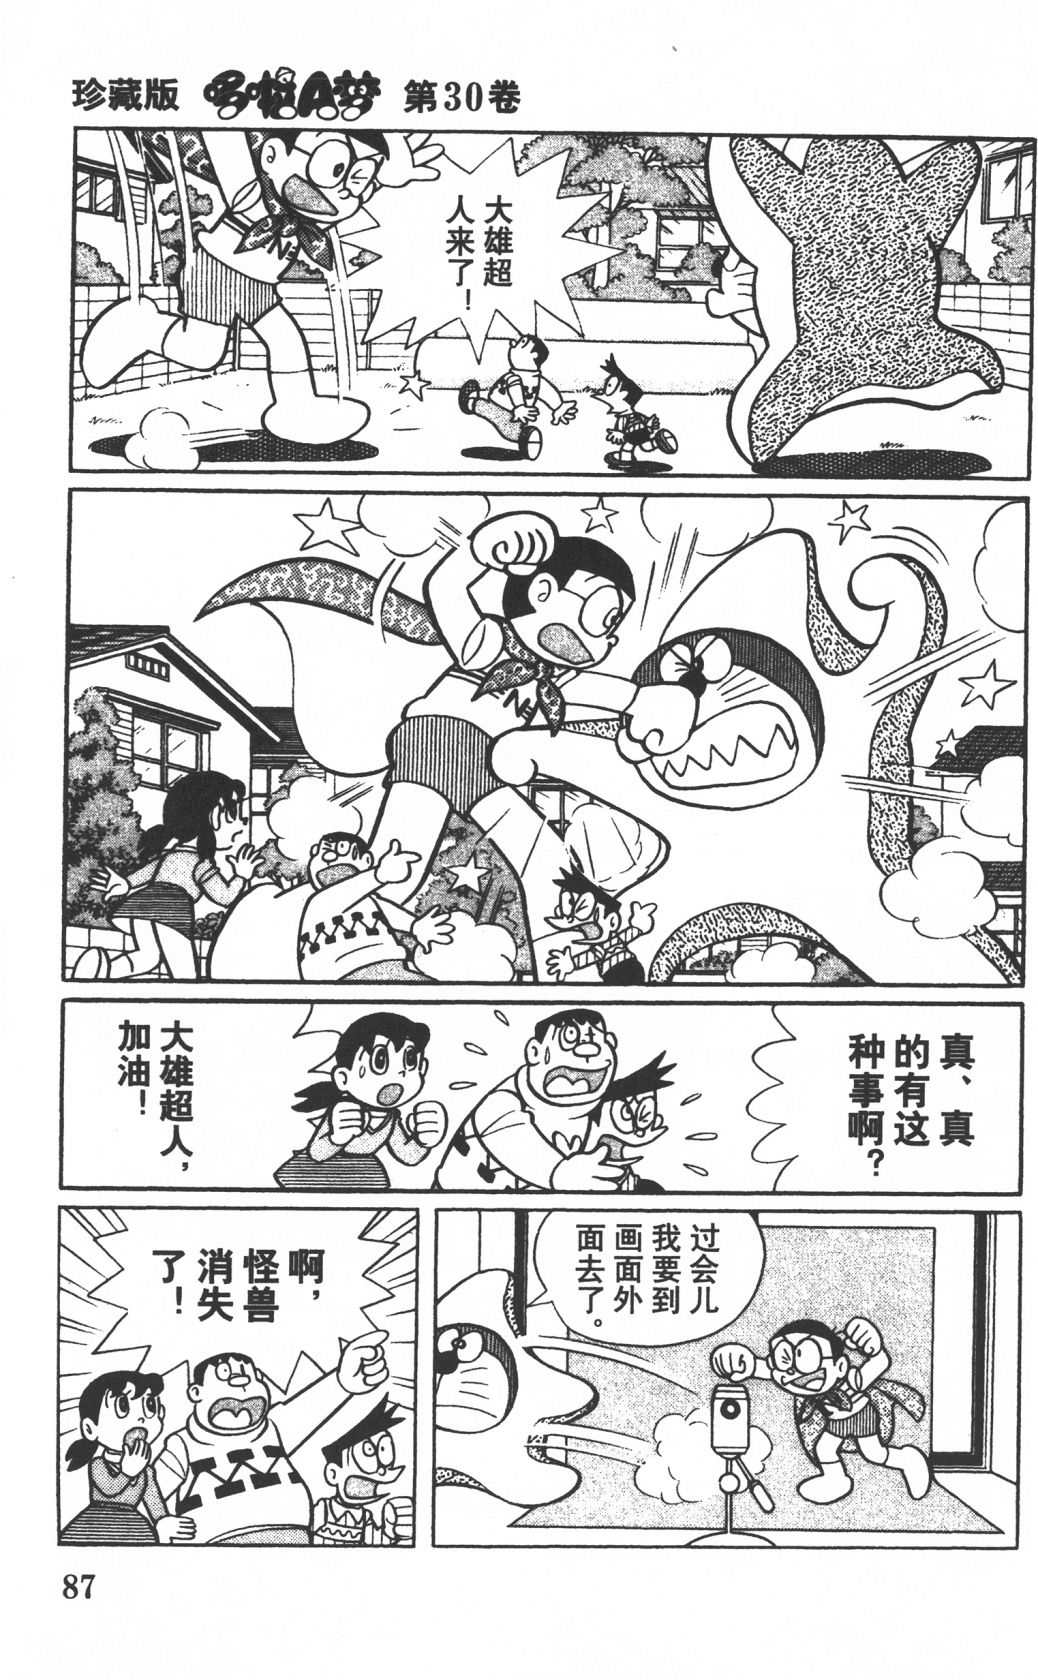 珍藏版 哆啦A梦 第30卷
大雄超
人来了!
真、真
的有这
种事啊?
大雄超人,
加油!
过会儿
我要到
画面外
面去了。
啊,
怪兽
消失
了!
87